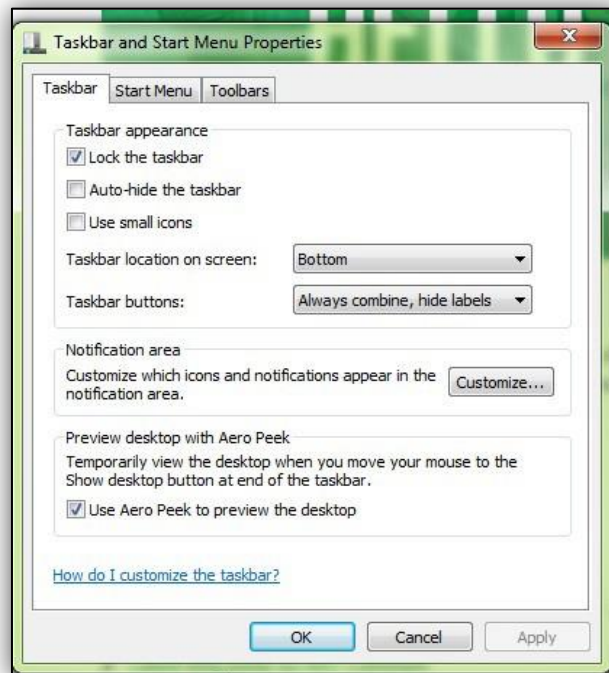 Taskbar and Start Menu Properties
Taskbar
Start Menu
Toolbars
Taskbar appearance
Lock the taskbar
Auto-hide the taskbar
Use small icons
Taskbar location on screen:
Bottom
Taskbar buttons:
Always combine, hide labels
Notification area
Customize which icons and notifications appear in the
notification area.
Customize...
Preview desktop with Aero Peek
Temporarily view the desktop when you move your mouse to the
Show desktop button at end of the taskbar.
Use Aero Peek to preview the desktop
How do I customize the taskbar?
OK
Cancel
Apply